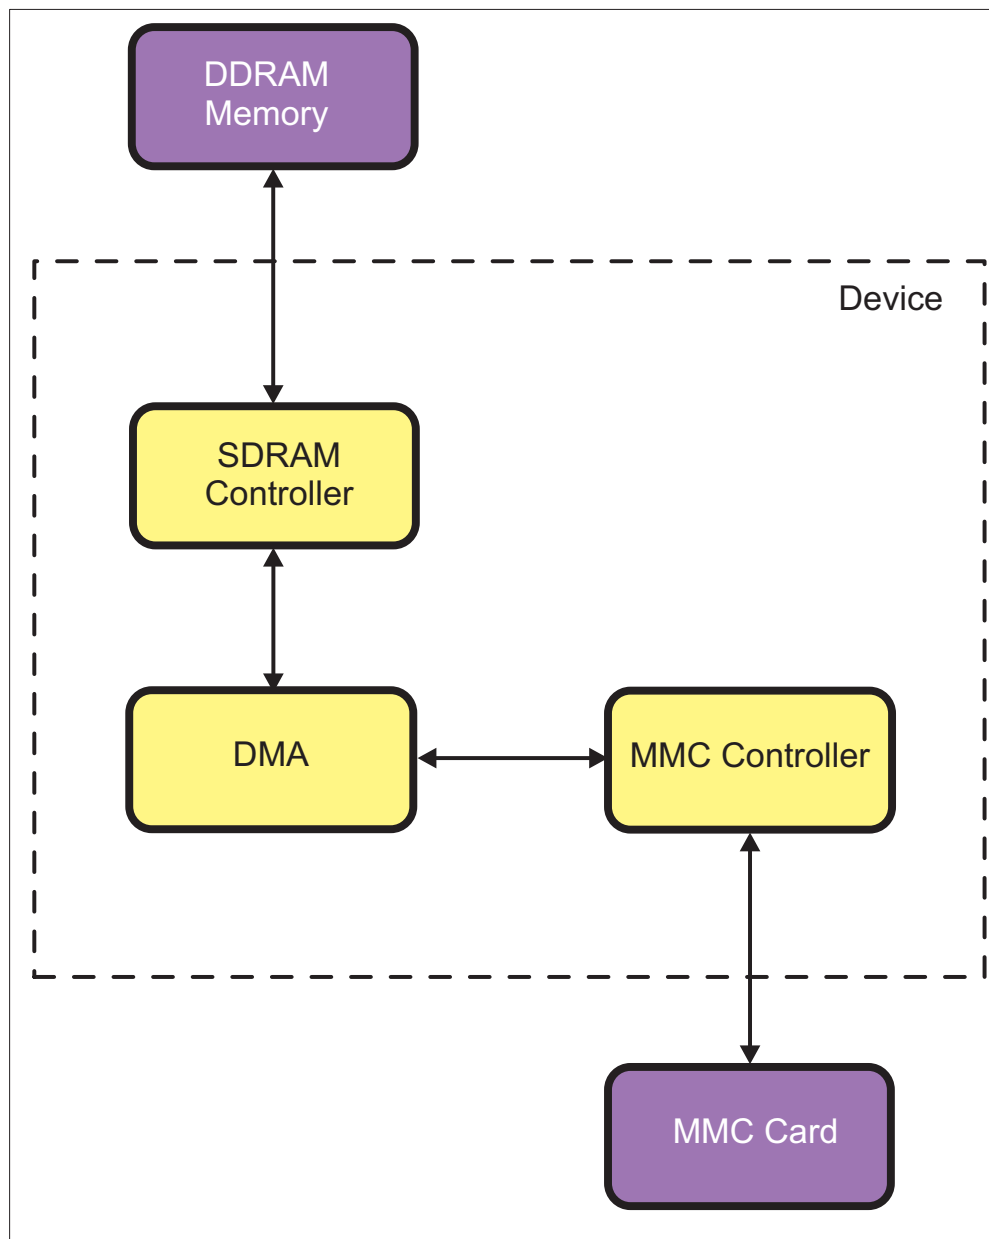 DDRAM
Memory
Device
SDRAM
Controller
DMA
MMC Controller
MMC Card